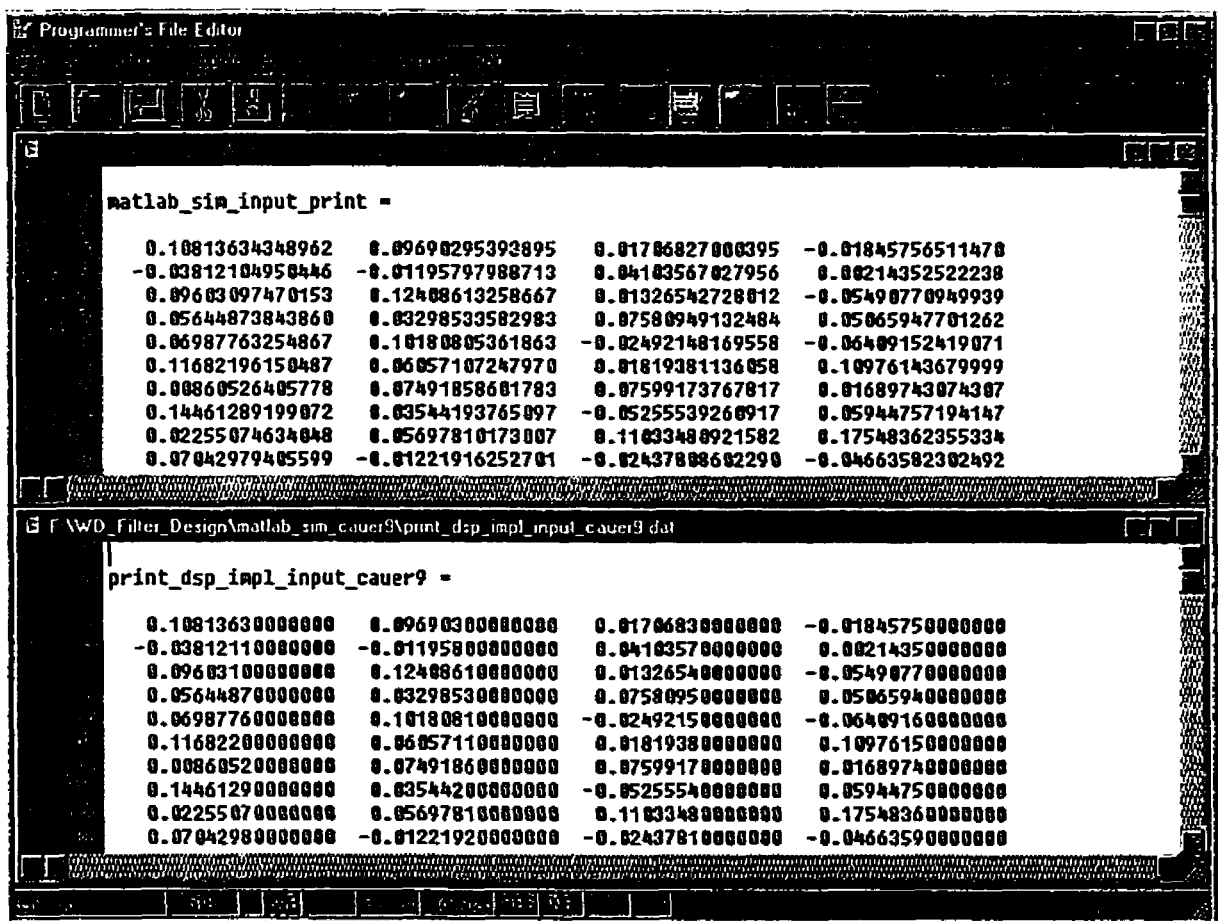 Programmer's File Editor
matlab_sim_input_print =
0.10813634348962 0.09690295393895 0.01706827000395 -0.01845756511470
-0.03812104950446 -0.01195797988713 0.04103567027956 0.00214352522238
0.09603097470153 0.12408613258667 0.01326542728012 -0.05490770949939
0.05644873843860 0.03298533582983 0.07580949132484 0.05065947701262
0.06987763254867 0.10180805361863 -0.02492148169558 -0.06409152419071
0.11682196150487 0.06057107247970 0.01819381136058 0.10976143679999
0.00860526405778 0.07491858601783 0.07599173767817 0.01689743074307
0.14461289199072 0.03544193765097 -0.05255539260917 0.05944757194147
0.02255074634048 0.05697810173007 0.11033480921582 0.17548362355334
0.07042979405599 -0.01221916252701 -0.02437808602290 -0.04663582302492
F:\WD_Filter_Design\matlab_sim_cauer9\print_dsp_impl_input_cauer9.dat
print_dsp_impl_input_cauer9 =
0.10813630000000 0.09690300000000 0.01706830000000 -0.01845750000000
-0.03812110000000 -0.01195800000000 0.04103570000000 0.00214350000000
0.09603100000000 0.12408610000000 0.01326540000000 -0.05490770000000
0.05644870000000 0.03298530000000 0.07580950000000 0.05065940000000
0.06987760000000 0.10180810000000 -0.02492150000000 -0.06409160000000
0.11682200000000 0.06057110000000 0.01819380000000 0.10976150000000
0.00860520000000 0.07491860000000 0.07599170000000 0.01689740000000
0.14461290000000 0.03544200000000 -0.05255540000000 0.05944750000000
0.02255070000000 0.05697810000000 0.11033480000000 0.17548360000000
0.07042980000000 -0.01221920000000 -0.02437810000000 -0.04663590000000